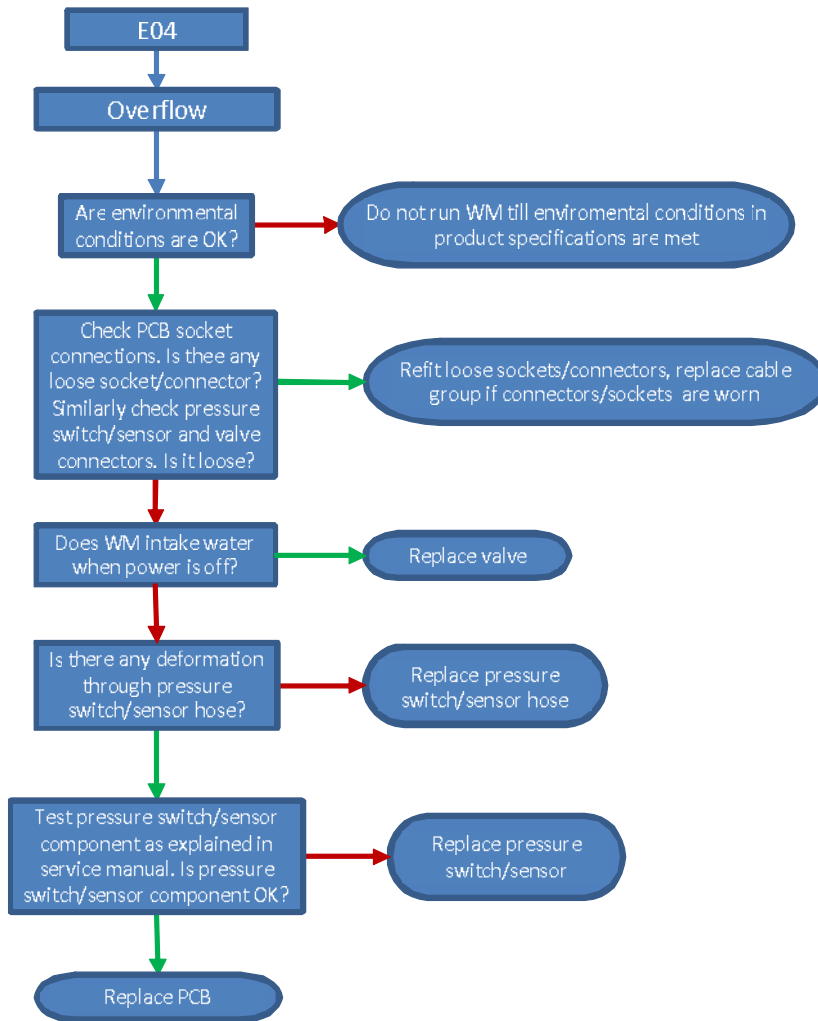 E04
Overflow
Are environmental
conditions are OK?
Do not run WM till enviromental conditions in
product specifications are met
Check PCB socket
connections. Is thee any
loose socket/connector?
Similarly check pressure
switch/sensor and valve
connectors. Is it loose?
Refit loose sockets/connectors, replace cable
group if connectors/sockets are worn
Does WM intake water
when power is off?
Replace valve
Is there any deformation
through pressure
switch/sensor hose?
Replace pressure
switch/sensor hose
Test pressure switch/sensor
component as explained in
service manual. Is pressure
switch/sensor component OK?
Replace pressure
switch/sensor
Replace PCB